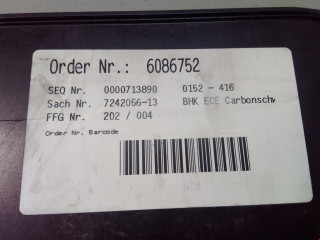 Order Nr.: 6086752
SEQ Nr. 0000713890 0152 - 416
Sach Nr. 7242056-13 BHK ECE Carbonschw
FFG Nr. 202 / 004
Order Nr. Barcode